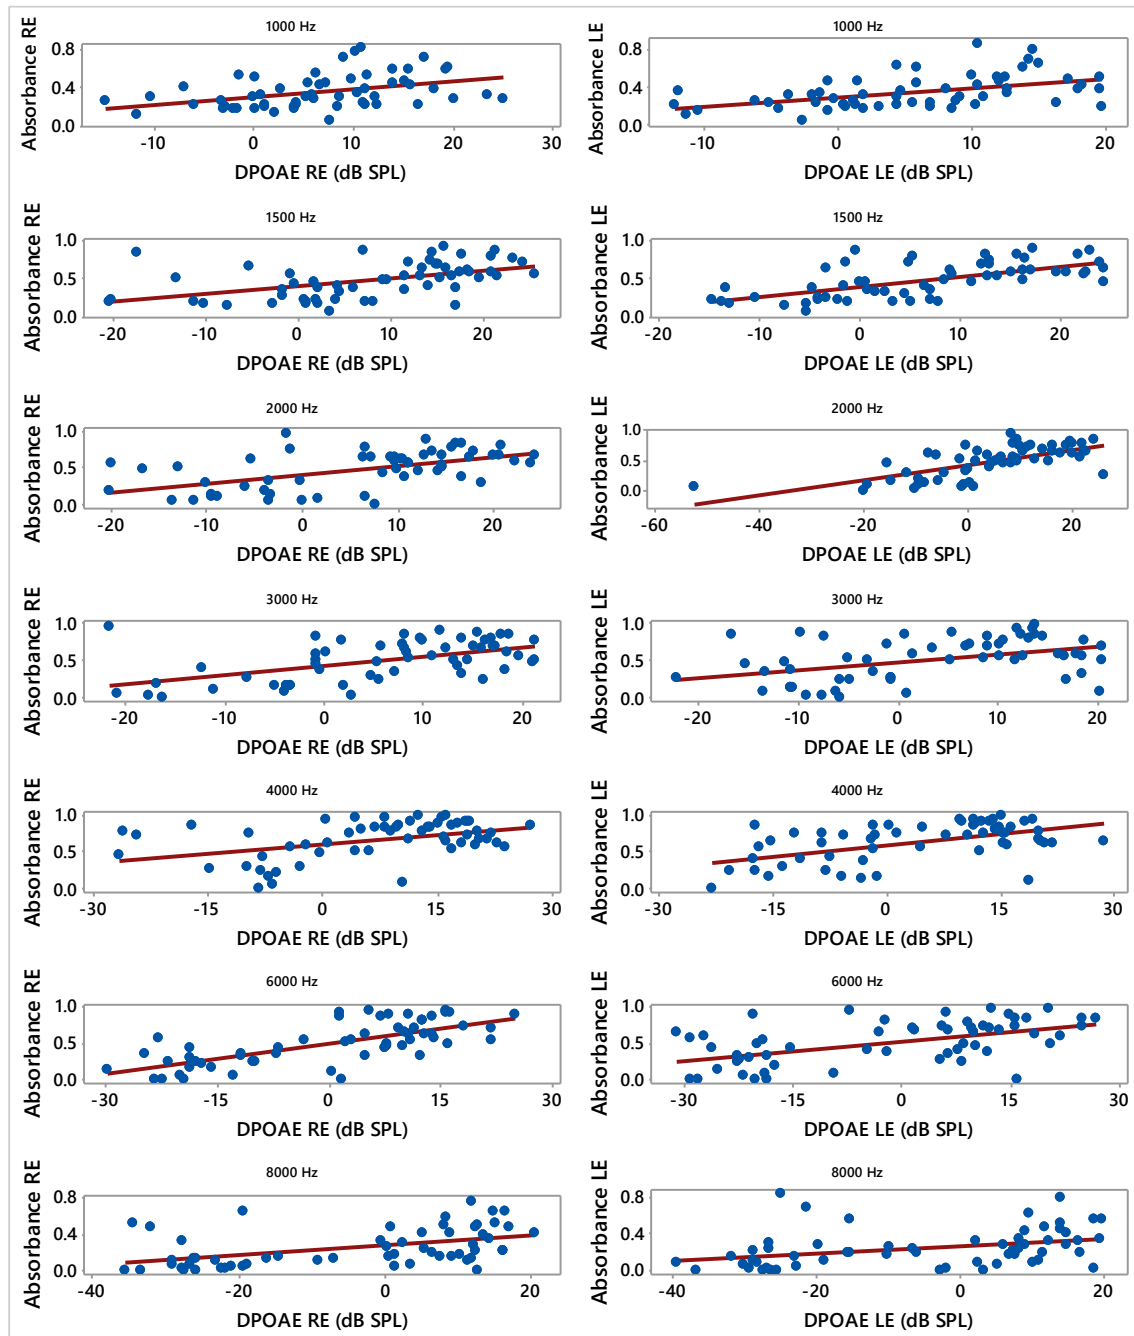 1000 Hz
Absorbance RE
0.8
0.4
0.0
-10 0 10 20 30
DPOAE RE (dB SPL)
1000 Hz
Absorbance LE
0.8
0.4
0.0
-10 0 10 20
DPOAE LE (dB SPL)
1500 Hz
Absorbance RE
1.0
0.5
0.0
-20 -10 0 10 20
DPOAE RE (dB SPL)
1500 Hz
Absorbance LE
1.0
0.5
0.0
-20 -10 0 10 20
DPOAE LE (dB SPL)
2000 Hz
Absorbance RE
1.0
0.5
0.0
-20 -10 0 10 20
DPOAE RE (dB SPL)
2000 Hz
Absorbance LE
1.0
0.5
0.0
-60 -40 -20 0 20
DPOAE LE (dB SPL)
3000 Hz
Absorbance RE
1.0
0.5
0.0
-20 -10 0 10 20
DPOAE RE (dB SPL)
3000 Hz
Absorbance LE
1.0
0.5
0.0
-20 -10 0 10 20
DPOAE LE (dB SPL)
4000 Hz
Absorbance RE
1.0
0.5
0.0
-30 -15 0 15 30
DPOAE RE (dB SPL)
4000 Hz
Absorbance LE
1.0
0.5
0.0
-30 -15 0 15 30
DPOAE LE (dB SPL)
6000 Hz
Absorbance RE
1.0
0.5
0.0
-30 -15 0 15 30
DPOAE RE (dB SPL)
6000 Hz
Absorbance LE
1.0
0.5
0.0
-30 -15 0 15 30
DPOAE LE (dB SPL)
8000 Hz
Absorbance RE
0.8
0.4
0.0
-40 -20 0 20
DPOAE RE (dB SPL)
8000 Hz
Absorbance LE
0.8
0.4
0.0
-40 -20 0 20
DPOAE LE (dB SPL)